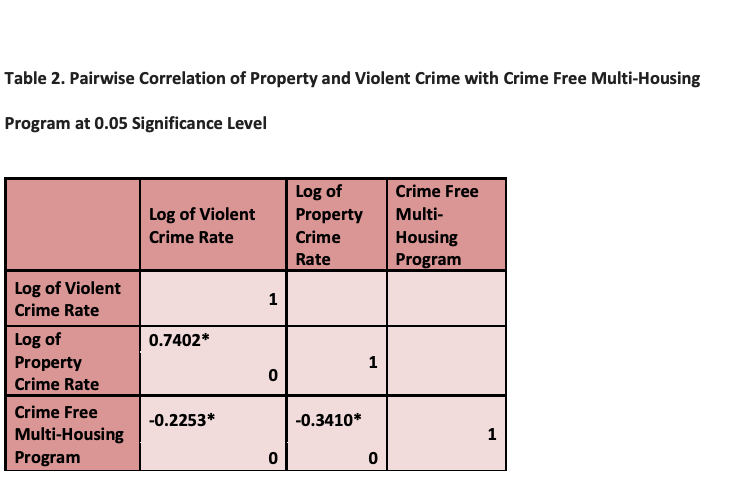 Table 2. Pairwise Correlation of Property and Violent Crime with Crime Free Multi-Housing
Program at 0.05 Significance Level
Log of Violent
Crime Rate
Log of
Property
Crime
Rate
Crime Free
Multi-
Housing
Program
Log of Violent
Crime Rate
1
Log of
Property
Crime Rate
0.7402*
0
1
Crime Free
Multi-Housing
Program
-0.2253*
0
-0.3410*
0
1